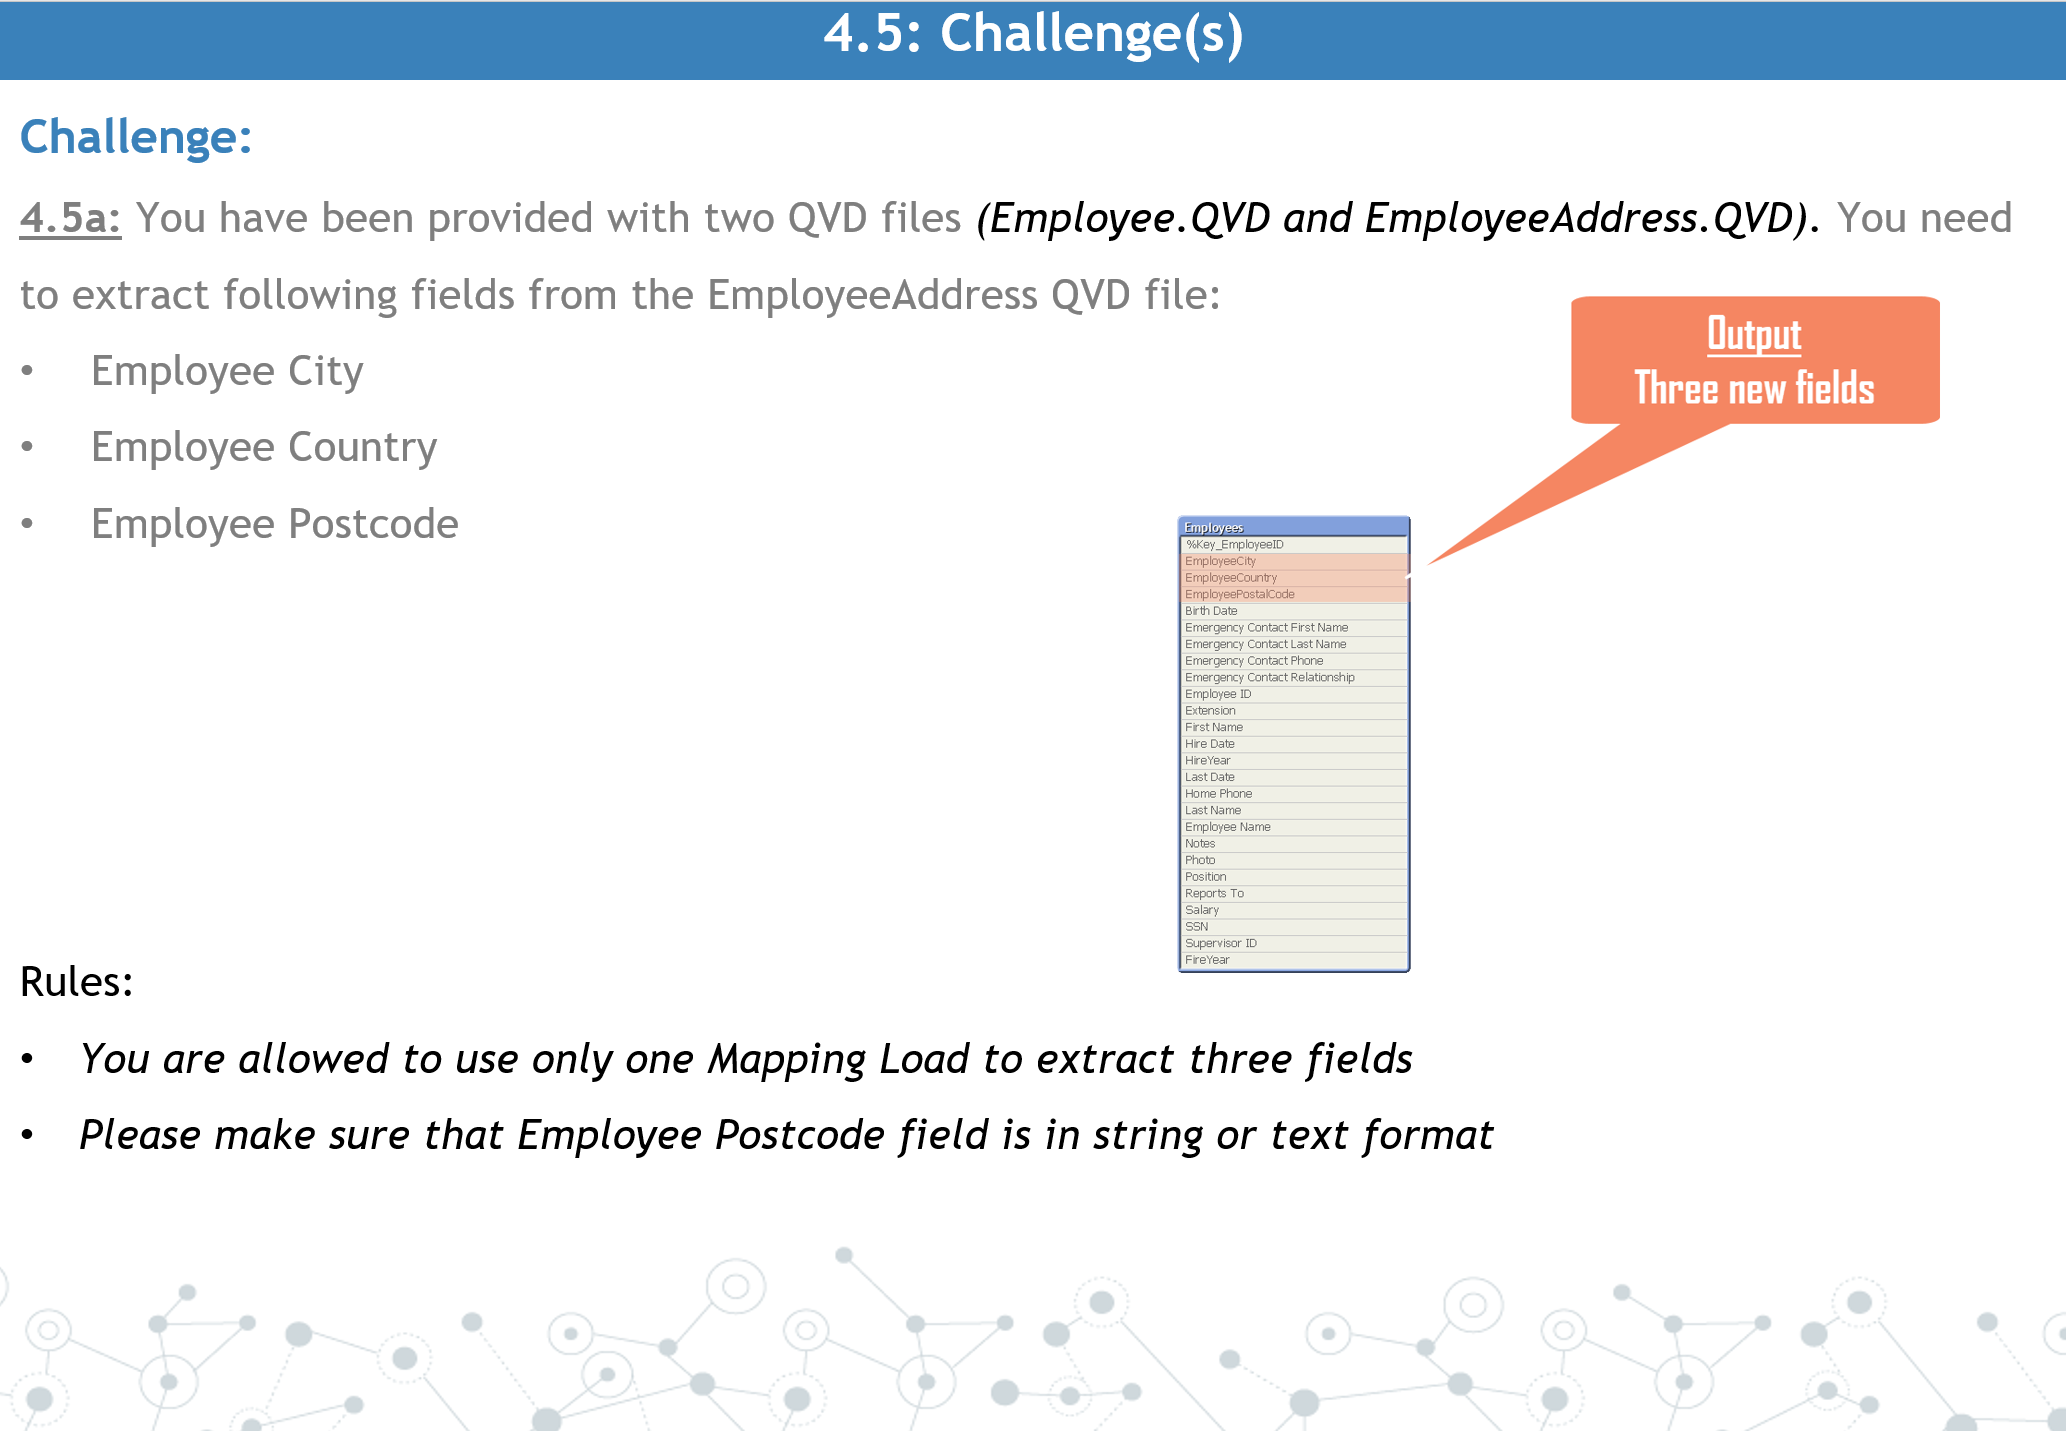 4.5: Challenge(s)
Challenge:
4.5a: You have been provided with two QVD files (Employee.QVD and EmployeeAddress.QVD). You need
to extract following fields from the EmployeeAddress QVD file:
• Employee City
• Employee Country
• Employee Postcode
Output
Three new fields
Employees
%Key_EmployeeID
EmployeeCity
EmployeeCountry
EmployeePostalCode
Birth Date
Emergency Contact First Name
Emergency Contact Last Name
Emergency Contact Phone
Emergency Contact Relationship
Employee ID
Extension
First Name
Hire Date
HireYear
Last Date
Home Phone
Last Name
Employee Name
Notes
Photo
Position
Reports To
Salary
SSN
Supervisor ID
FireYear
Rules:
• You are allowed to use only one Mapping Load to extract three fields
• Please make sure that Employee Postcode field is in string or text format